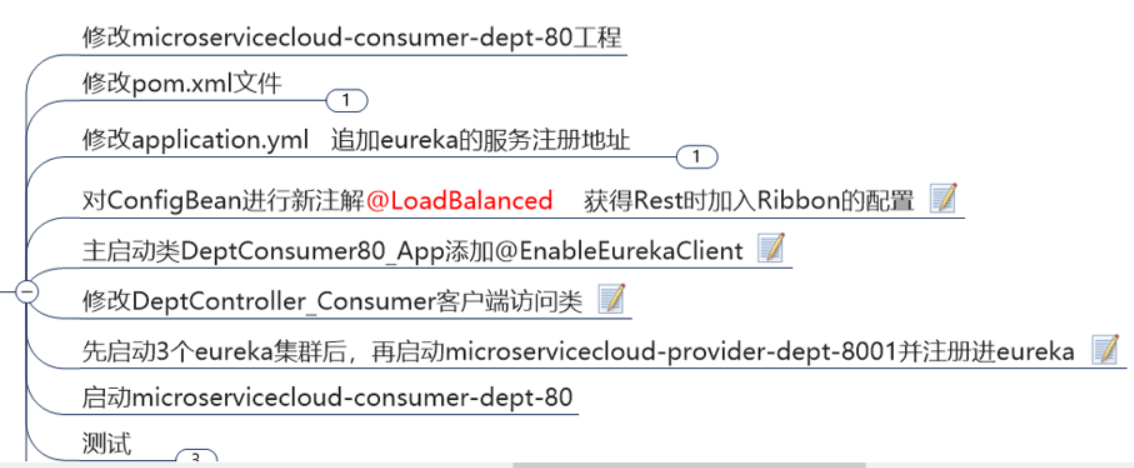 修改microservicecloud-consumer-dept-80工程
修改pom.xml文件
1
修改application.yml 追加eureka的服务注册地址
1
对ConfigBean进行新注解@LoadBalanced 获得Rest时加入Ribbon的配置
主启动类DeptConsumer80_App添加@EnableEurekaClient
修改DeptController_Consumer客户端访问类
先启动3个eureka集群后，再启动microservicecloud-provider-dept-8001并注册进eureka
启动microservicecloud-consumer-dept-80
测试
3